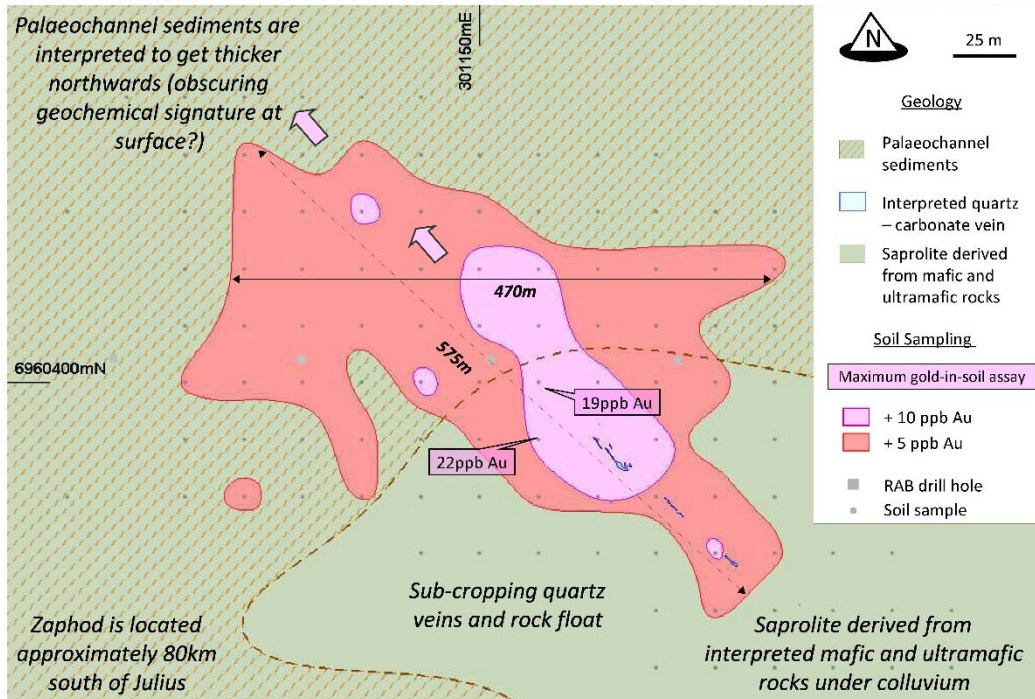 Palaeochannel sediments are
interpreted to get thicker
northwards (obscuring
geochemical signature at
surface?)
301150mE
N
25 m
Geology
Palaeochannel
sediments
Interpreted quartz
– carbonate vein
Saprolite derived
from mafic and
ultramafic rocks
Soil Sampling
Maximum gold-in-soil assay
+ 10 ppb Au
+ 5 ppb Au
RAB drill hole
Soil sample
470m
575m
6960400mN
19ppb Au
22ppb Au
Sub-cropping quartz
veins and rock float
Zaphod is located
approximately 80km
south of Julius
Saprolite derived from
interpreted mafic and ultramafic
rocks under colluvium